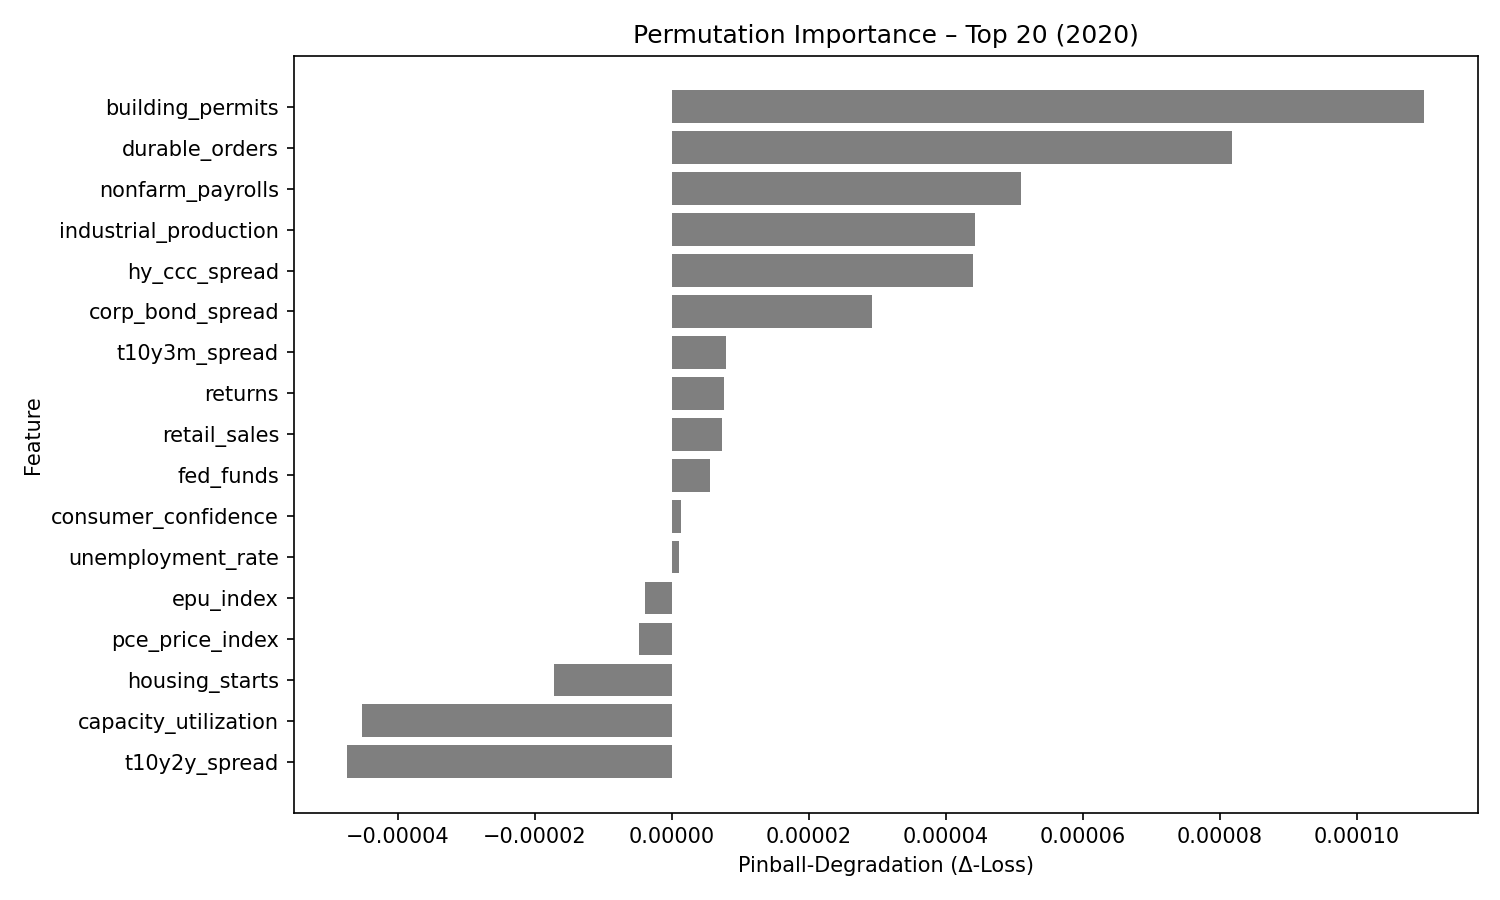 Permutation Importance – Top 20 (2020)
building_permits
durable_orders
nonfarm_payrolls
industrial_production
hy_ccc_spread
corp_bond_spread
t10y3m_spread
returns
retail_sales
fed_funds
consumer_confidence
unemployment_rate
epu_index
pce_price_index
housing_starts
capacity_utilization
t10y2y_spread
Feature
−0.00004 −0.00002 0.00000 0.00002 0.00004 0.00006 0.00008 0.00010
Pinball-Degradation (Δ-Loss)